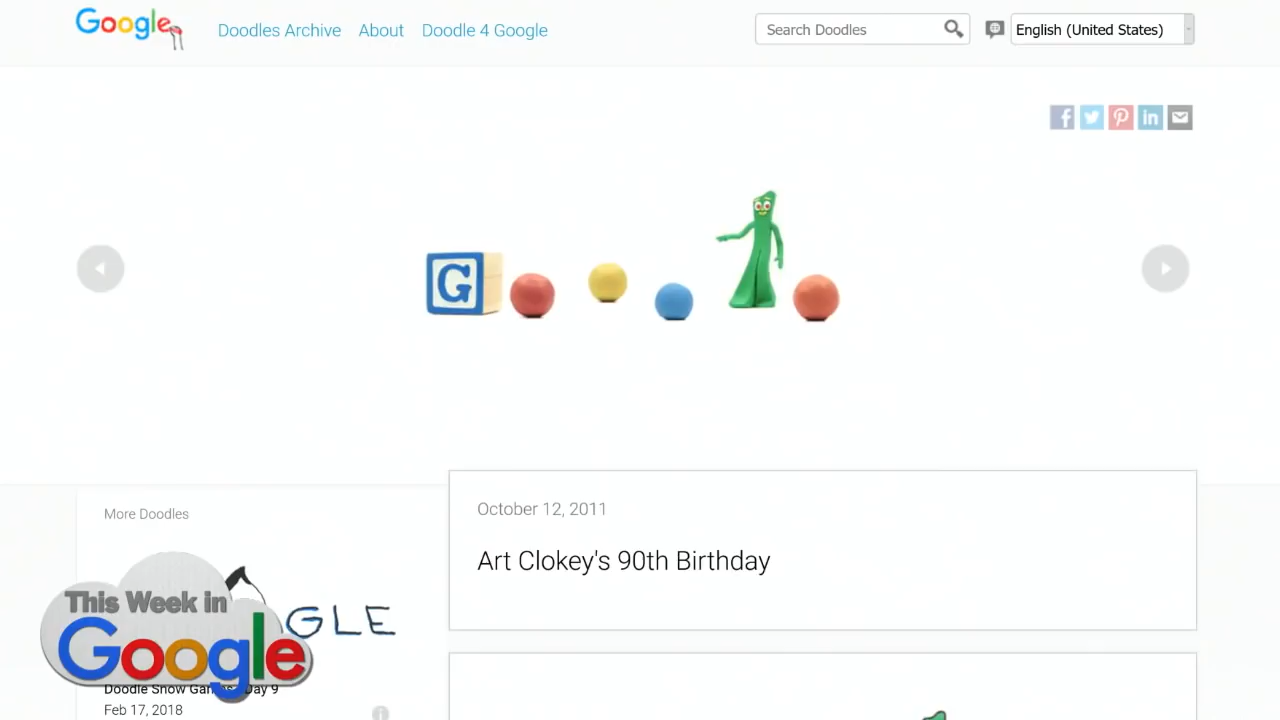 Google
Doodles Archive
About
Doodle 4 Google
Search Doodles
English (United States)
G
October 12, 2011
Art Clokey's 90th Birthday
More Doodles
GLE
This Week in
Google
Doodle Snow Games Day 9
Feb 17, 2018